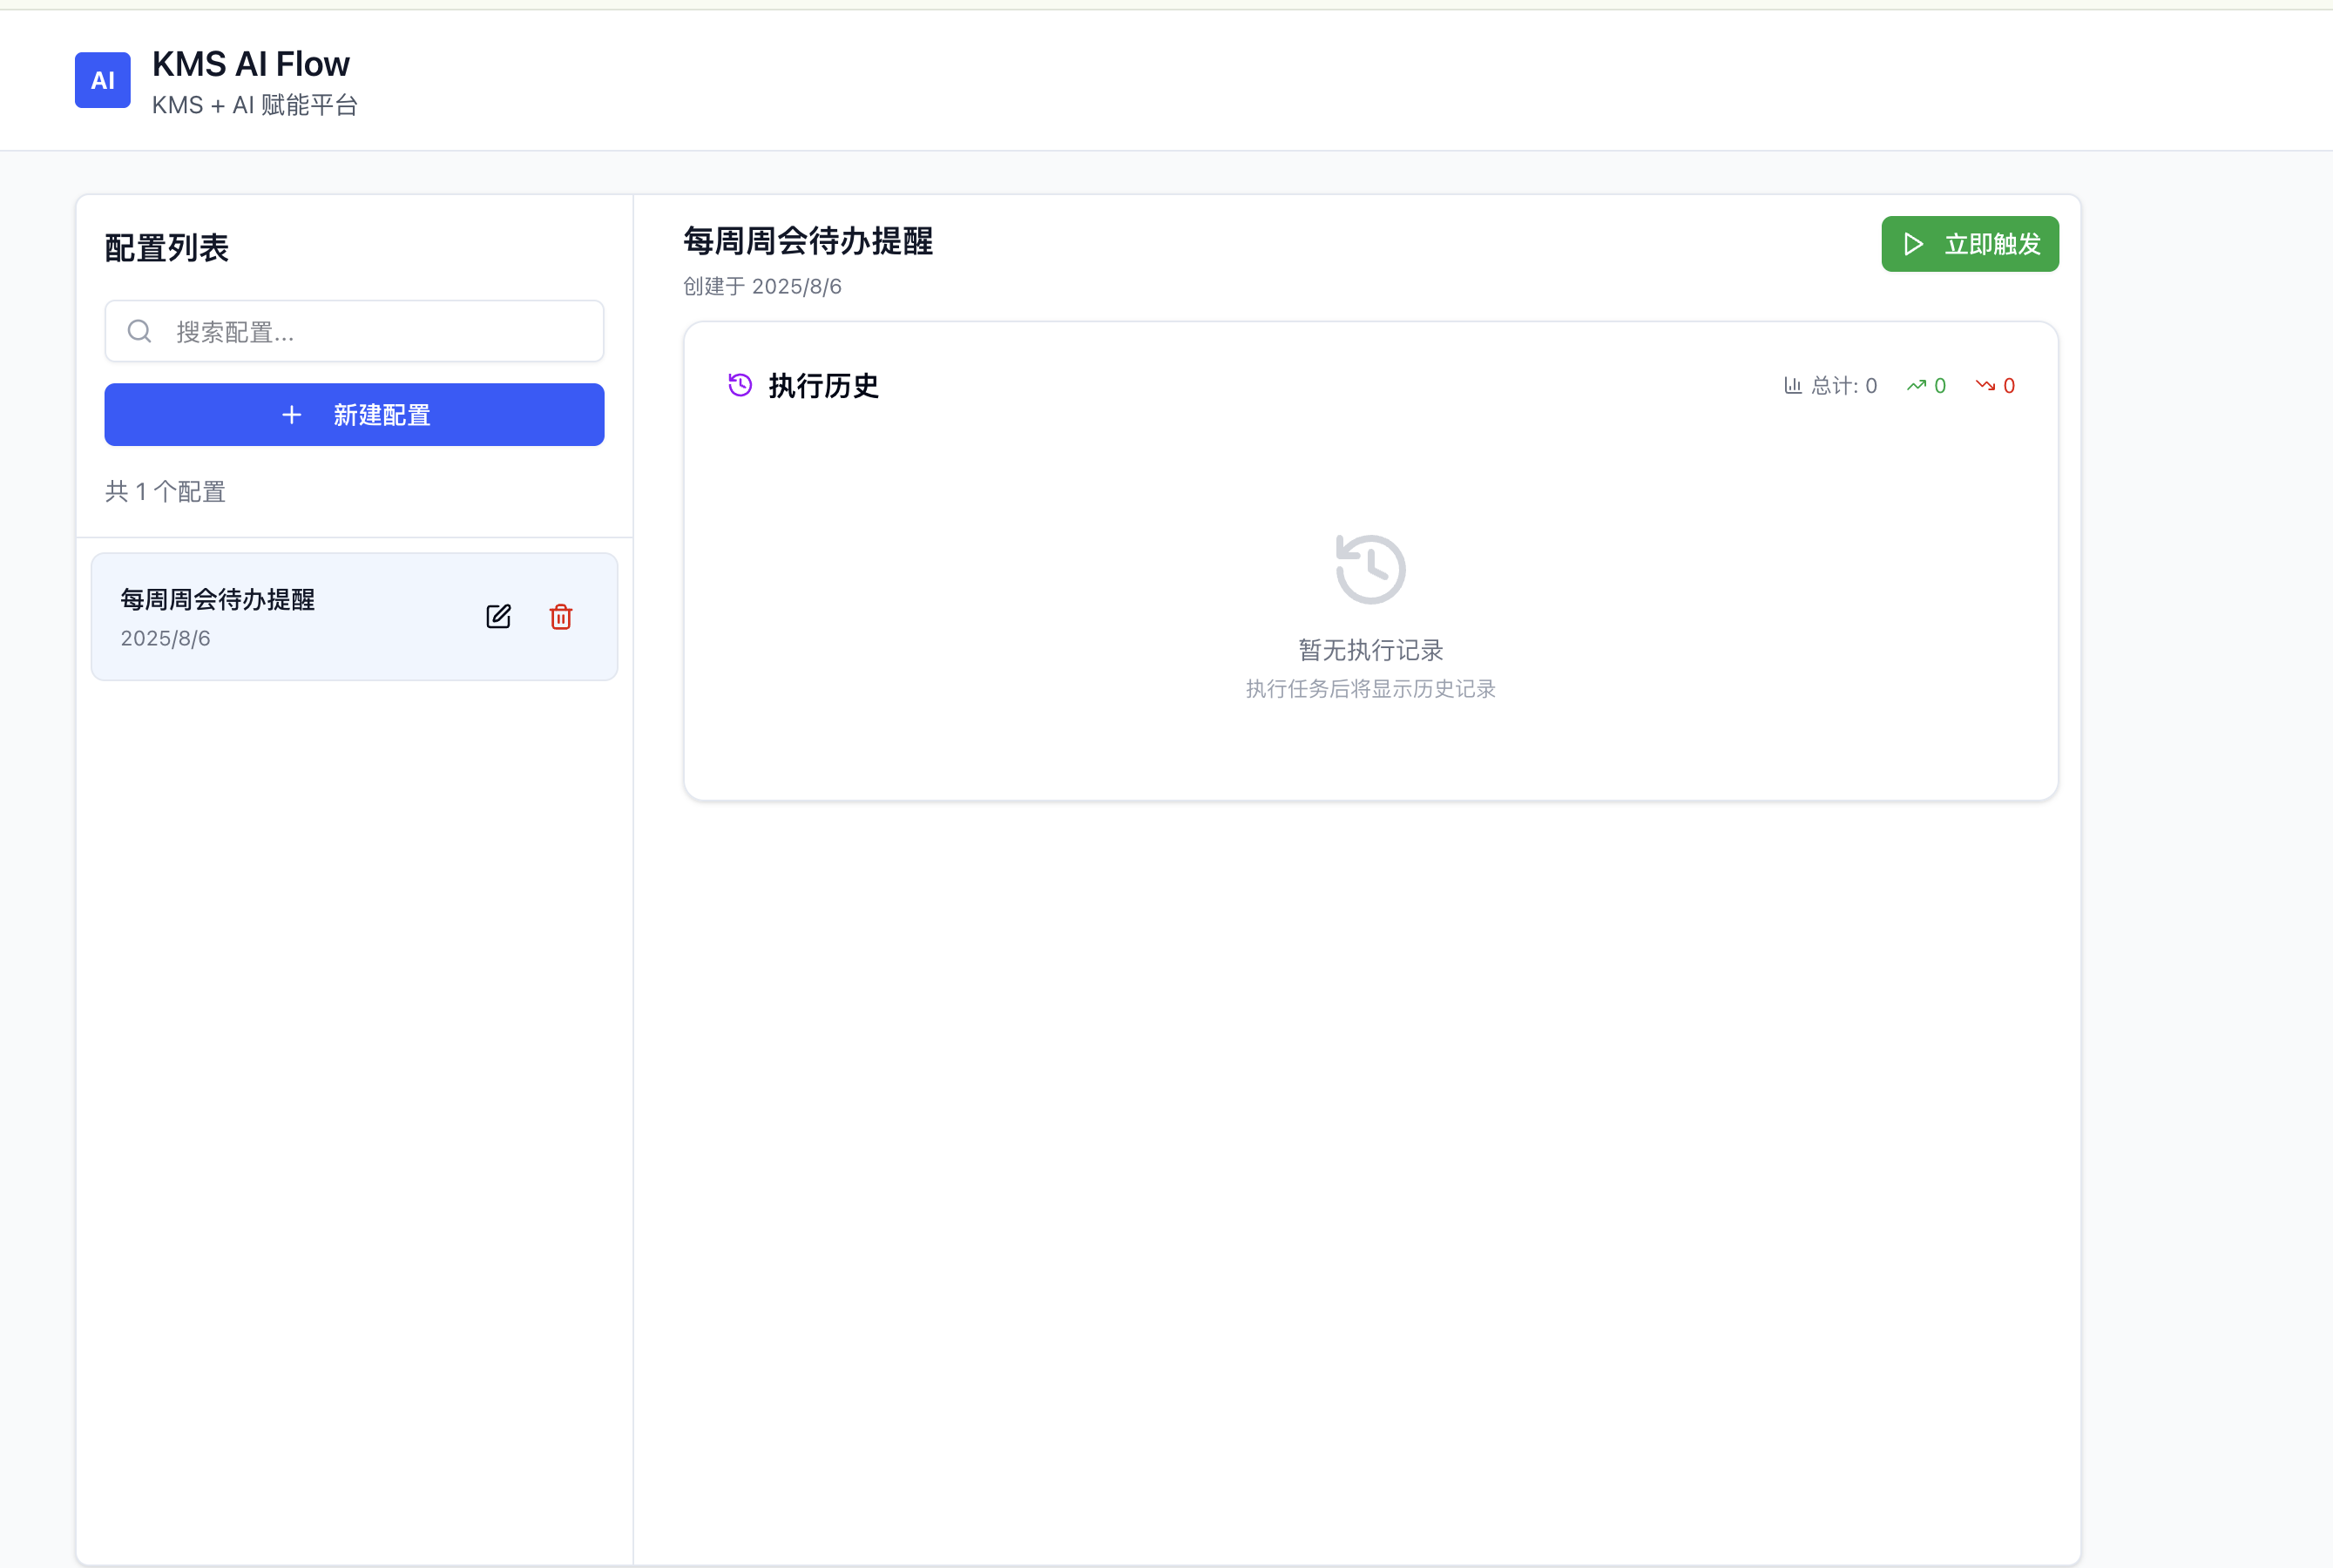 AI
KMS AI Flow
KMS + AI 赋能平台
配置列表
搜索配置...
新建配置
共 1 个配置
每周周会待办提醒
2025/8/6
每周周会待办提醒
创建于 2025/8/6
立即触发
执行历史
总计: 0 0 0
暂无执行记录
执行任务后将显示历史记录